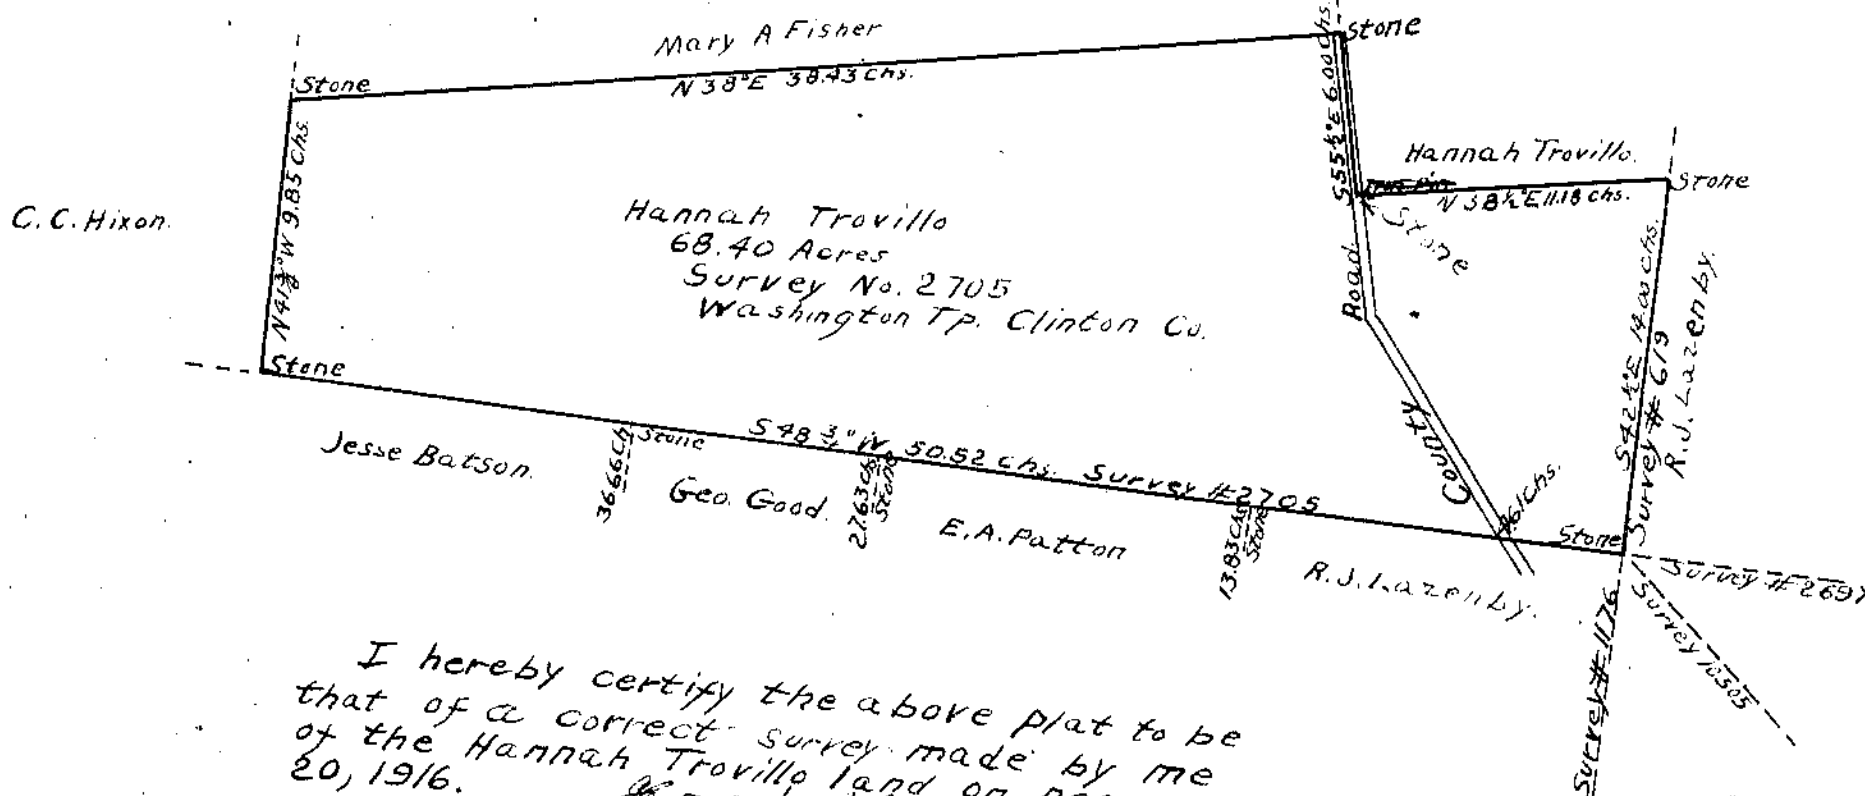 Mary A Fisher
Stone
N 38°E 38.43 Chs.
Stone
S 55½°E 6.00 Chs.
Hannah Trovillo.
Stone
N 38½°E 11.18 Chs.
Stone
C.C. Hixon.
N 41¾°W 9.85 Chs.
Hannah Trovillo
68.40 Acres
Survey No. 2705
Washington Tp. Clinton Co.
Road
County
S 42½°E 14.00 Chs.
Survey # 619
R.J. Lazenby.
Stone
S 48¾°W 50.52 Chs. Survey #2705
Jesse Batson.
36.66 Ch
Stone
Geo. Good.
27.63 Chs
Stone
E.A. Patton
13.83 Chs
Stone
R.J. Lazenby.
4.61 Chs.
Stone
Survey # 2697
Survey 10505
Survey # 1176
I hereby certify the above plat to be
that of a correct survey made by me
of the Hannah Trovillo land on
20, 1916.